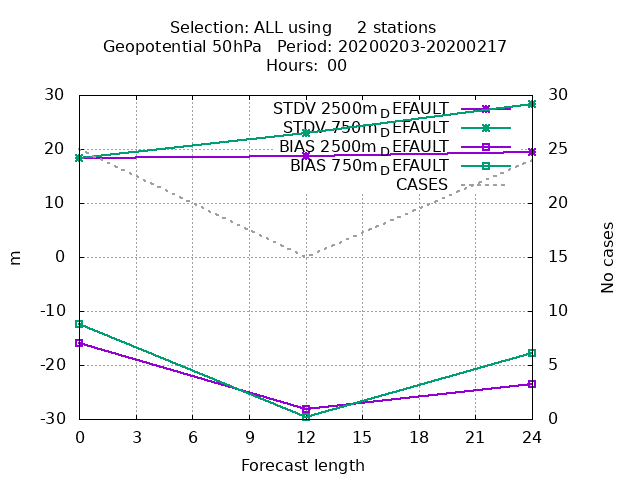 Selection: ALL using     2 stations
Geopotential 50hPa   Period: 20200203-20200217
Hours: 00
30
20
10
0
-10
-20
-30
m
STDV 2500m_DEFAULT
STDV 750m_DEFAULT
BIAS 2500m_DEFAULT
BIAS 750m_DEFAULT
CASES
30
25
20
15
10
5
0
No cases
0 3 6 9 12 15 18 21 24
Forecast length